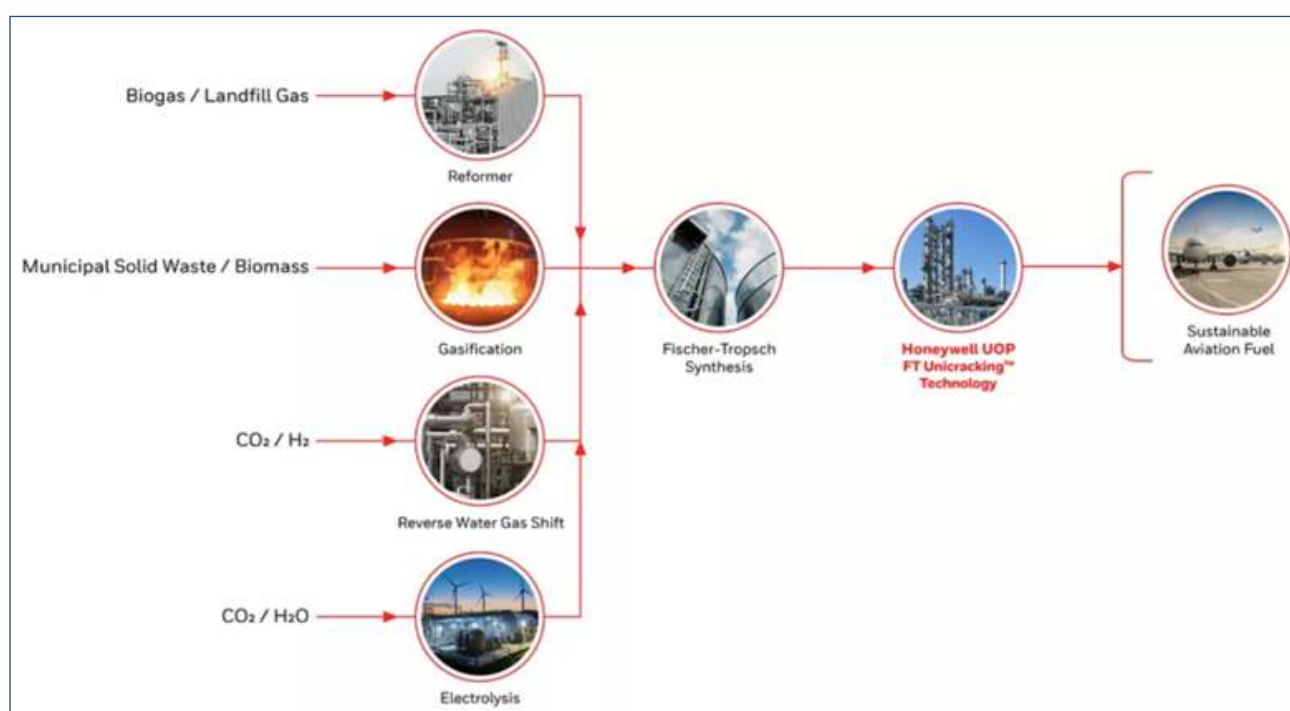 Biogas / Landfill Gas
Reformer
Municipal Solid Waste / Biomass
Gasification
Fischer-Tropsch
Synthesis
Honeywell UOP
FT Unicracking™
Technology
Sustainable
Aviation Fuel
CO₂ / H₂
Reverse Water Gas Shift
CO₂ / H₂O
Electrolysis